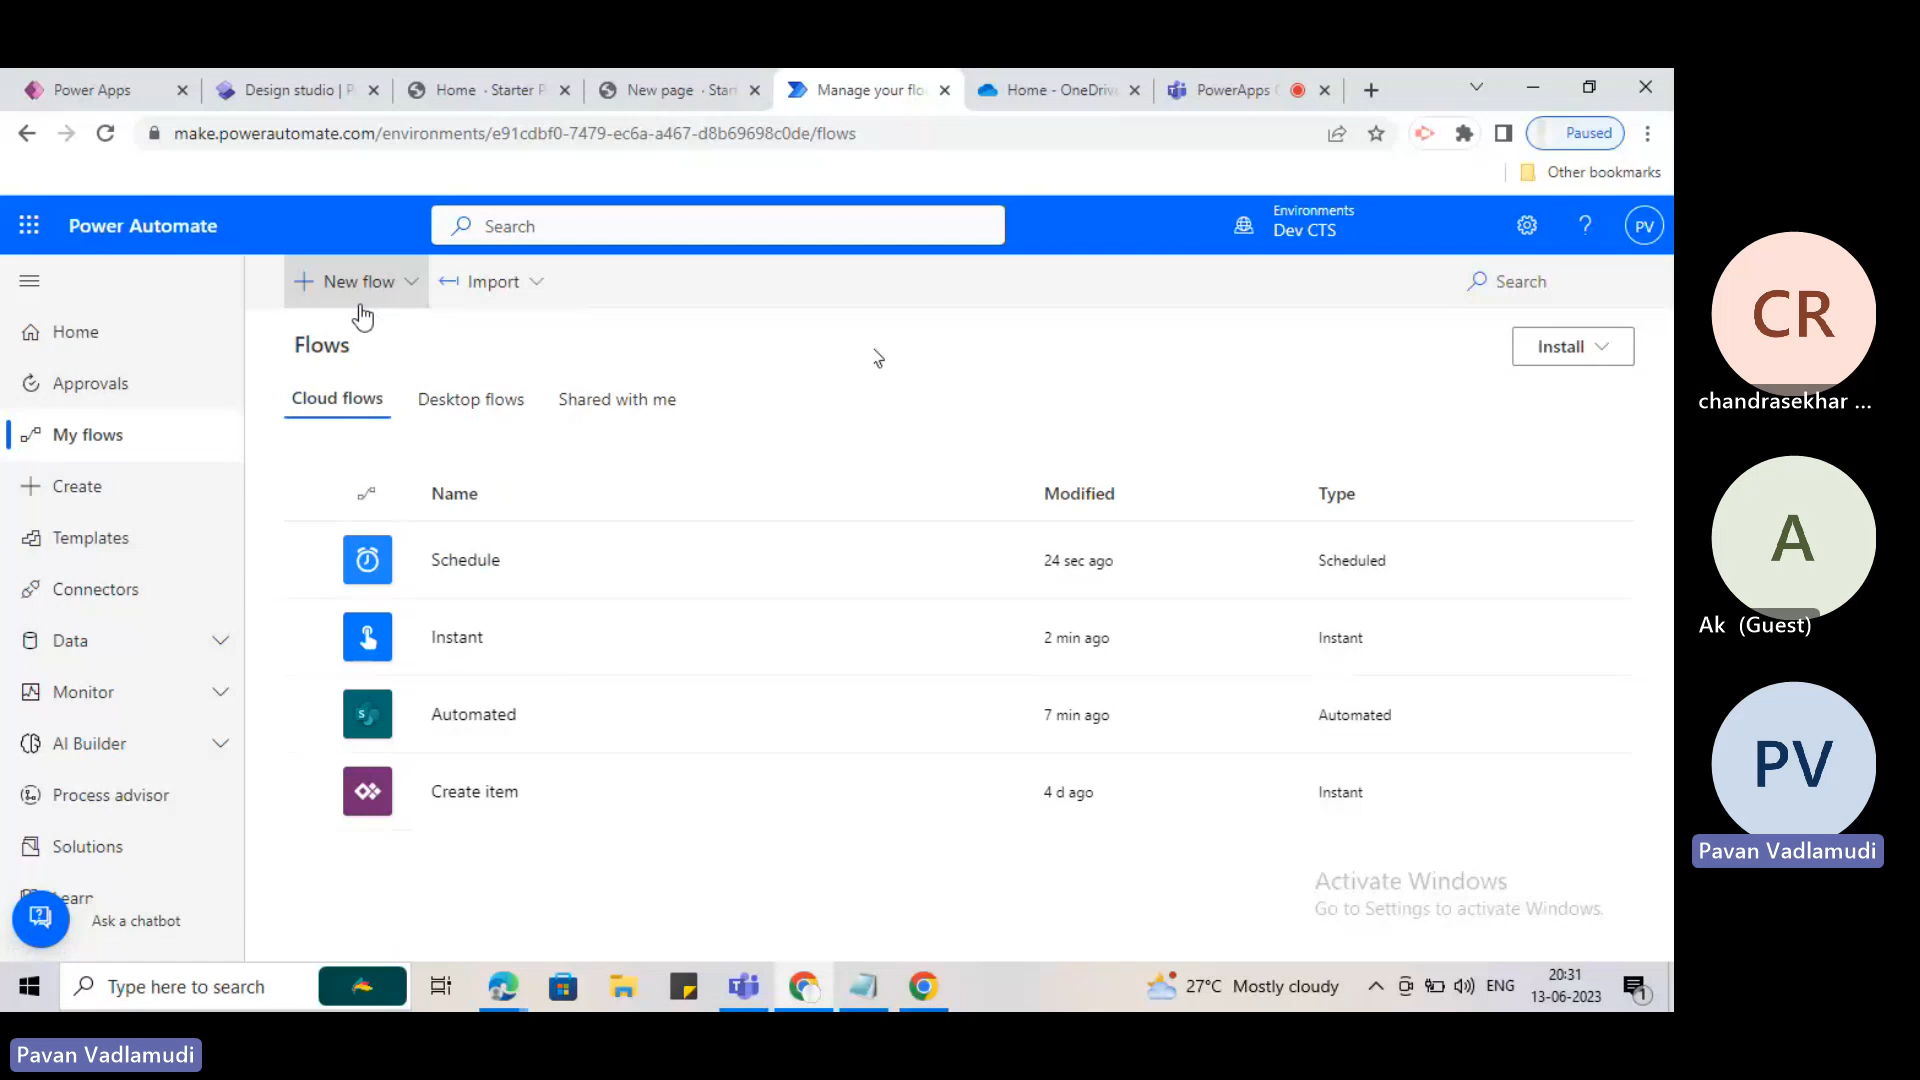 Power Apps
Design studio | P
Home - Starter P
New page - Star
Manage your flo
Home - OneDriv
PowerApps
make.powerautomate.com/environments/e91cdbf0-7479-ec6a-a467-d8b69698c0de/flows
Paused
Other bookmarks
Power Automate
Search
Environments
Dev CTS
PV
New flow
Import
Search
Home
Approvals
My flows
Create
Templates
Connectors
Data
Monitor
AI Builder
Process advisor
Solutions
earn
Ask a chatbot
Flows
Install
Cloud flows
Desktop flows
Shared with me
Name
Modified
Type
Schedule
24 sec ago
Scheduled
Instant
2 min ago
Instant
Automated
7 min ago
Automated
Create item
4 d ago
Instant
Activate Windows
Go to Settings to activate Windows.
Type here to search
27°C Mostly cloudy
ENG
20:31
13-06-2023
1
CR
chandrasekhar ...
A
Ak (Guest)
PV
Pavan Vadlamudi
Pavan Vadlamudi